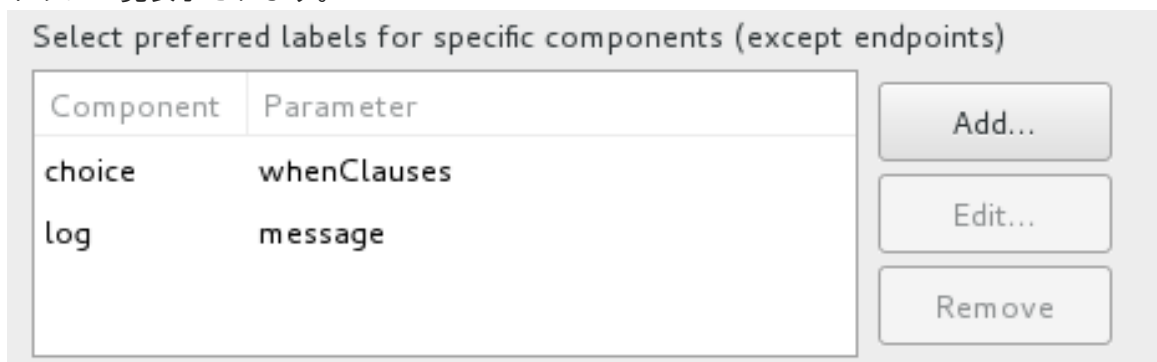 Select preferred labels for specific components (except endpoints)
Component Parameter
Add...
choice whenClauses
Edit...
log message
Remove